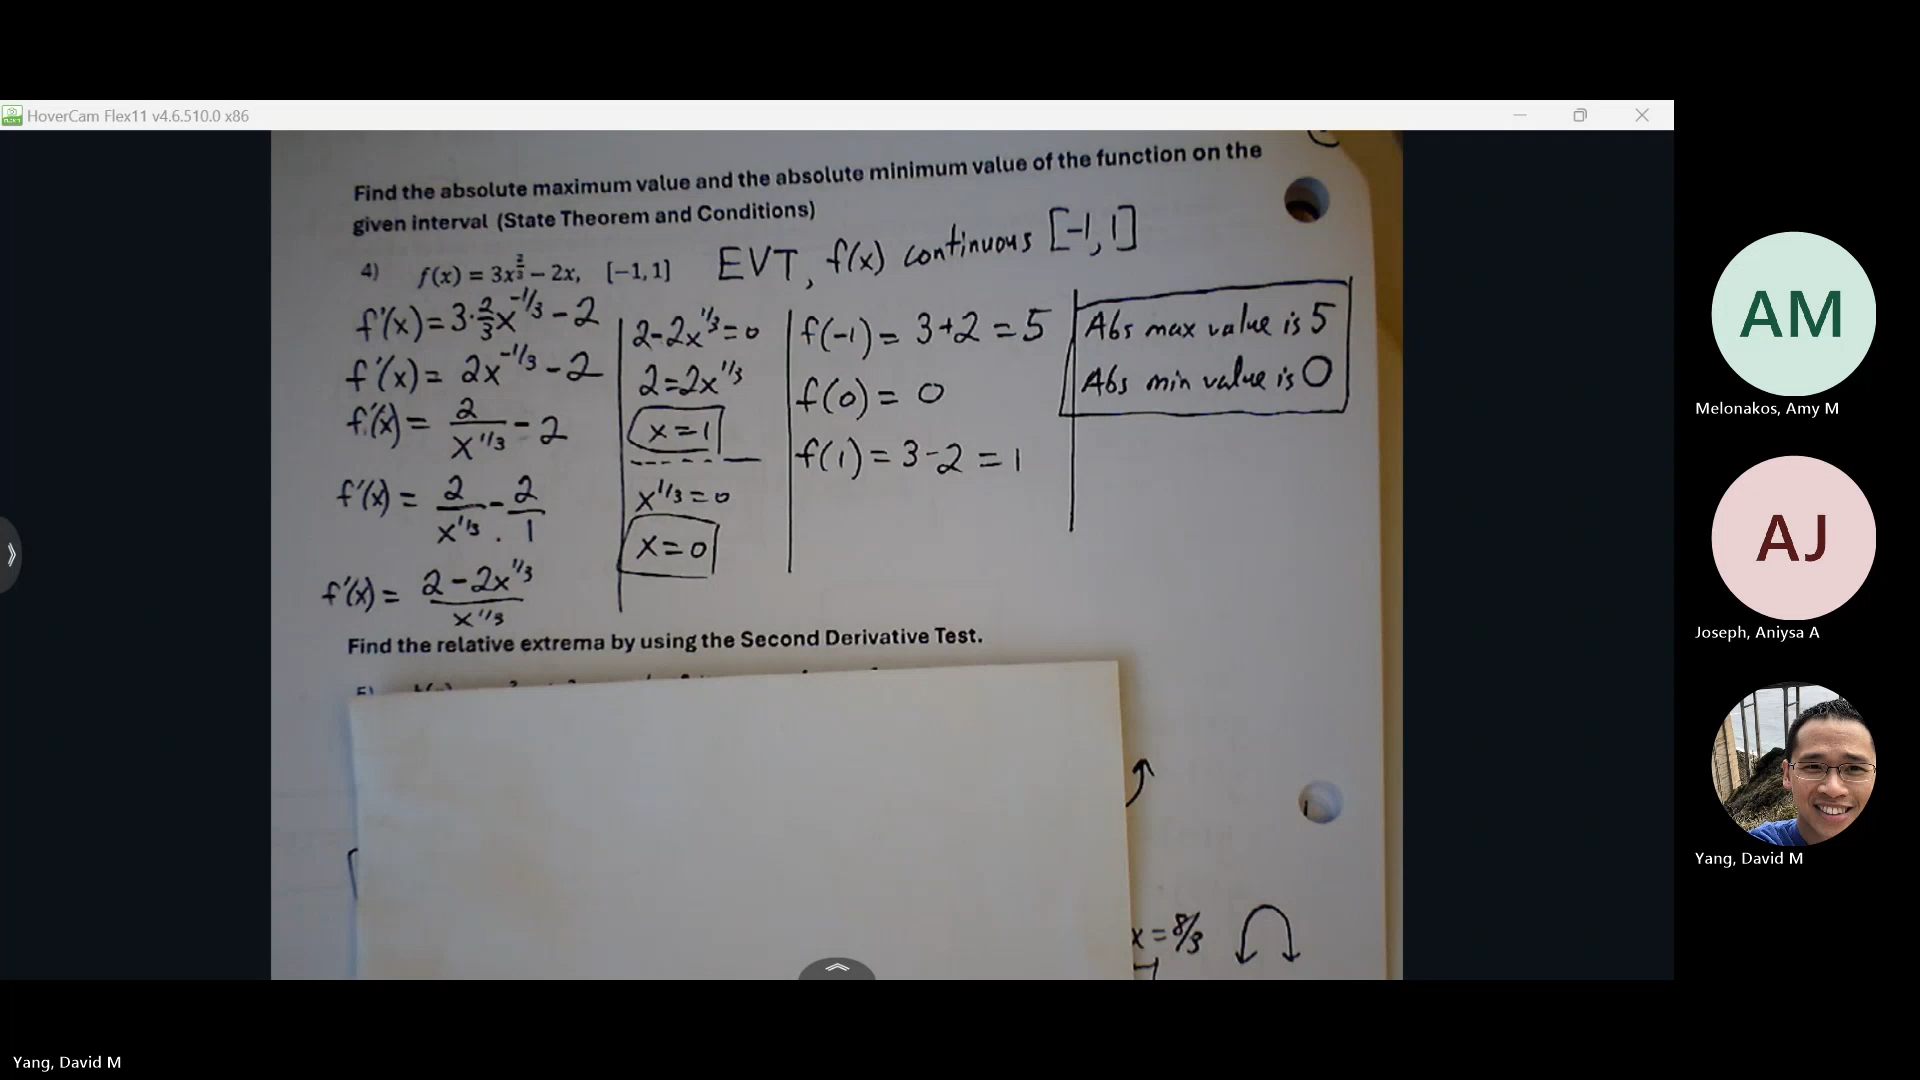 HoverCam Flex11 v4.6.510.0 x86
Find the absolute maximum value and the absolute minimum value of the function on the
given interval (State Theorem and Conditions)
4) f(x) = 3x^(2/3) − 2x, [−1, 1]
EVT, f(x) continuous [-1, 1]
f'(x) = 3·2/3 x^(-1/3) - 2
f'(x) = 2x^(-1/3) - 2
f'(x) = 2/x^(1/3) - 2
f'(x) = 2/x^(1/3) - 2/1
f'(x) = (2 - 2x^(1/3))/x^(1/3)
2-2x^(1/3) = 0
2 = 2x^(1/3)
x = 1
x^(1/3) = 0
x = 0
f(-1) = 3+2 = 5
f(0) = 0
f(1) = 3-2 = 1
Abs max value is 5
Abs min value is 0
Find the relative extrema by using the Second Derivative Test.
x = 8/3
AM
Melonakos, Amy M
AJ
Joseph, Aniysa A
Yang, David M
Yang, David M